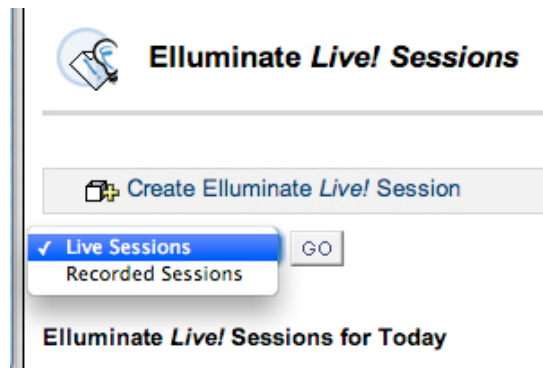 Elluminate Live! Sessions
Create Elluminate Live! Session
✓ Live Sessions
GO
Recorded Sessions
Elluminate Live! Sessions for Today